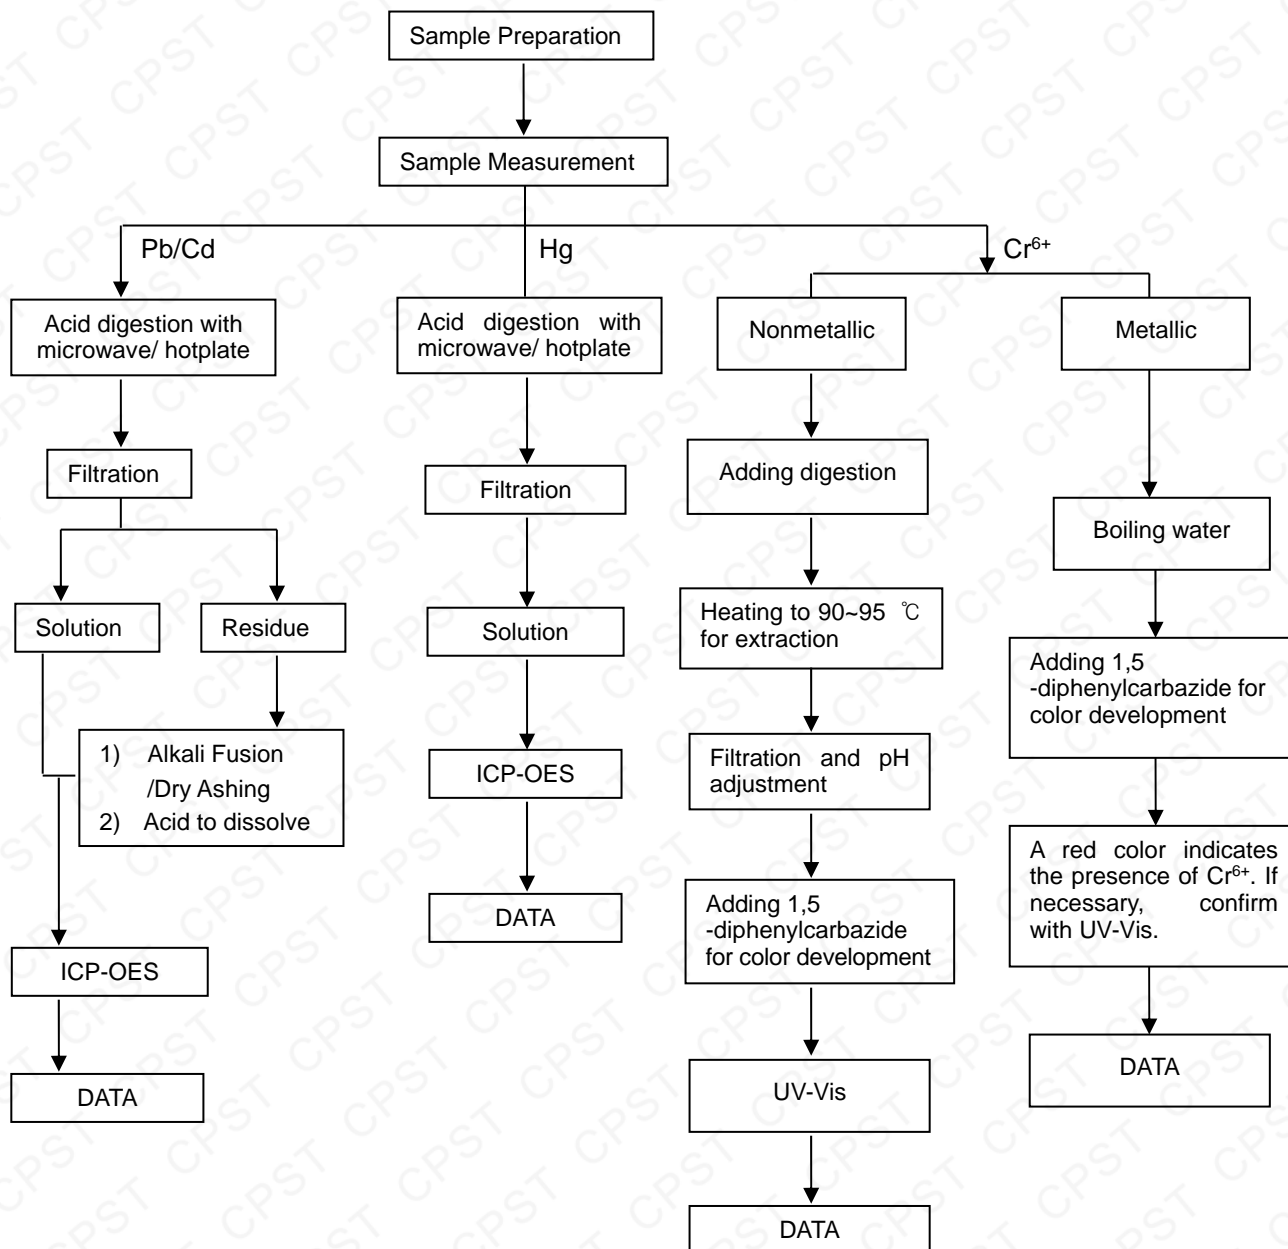 Sample Preparation
Sample Measurement
Pb/Cd
Hg
Cr⁶⁺
Acid digestion with
microwave/ hotplate
Acid digestion with
microwave/ hotplate
Nonmetallic
Metallic
Filtration
Filtration
Adding digestion
Boiling water
Solution
Residue
Solution
Heating to 90~95 ℃
for extraction
Adding 1,5
-diphenylcarbazide for
color development
1) Alkali Fusion
/Dry Ashing
2) Acid to dissolve
ICP-OES
Filtration and pH
adjustment
A red color indicates
the presence of Cr⁶⁺. If
necessary, confirm
with UV-Vis.
Adding 1,5
-diphenylcarbazide
for color development
DATA
ICP-OES
DATA
UV-Vis
DATA
DATA
CPST